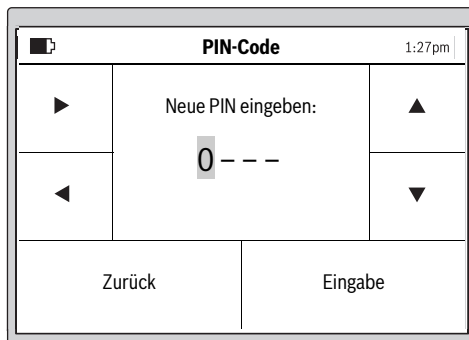 PIN-Code 1:27pm
Neue PIN eingeben:
0 – – –
Zurück Eingabe